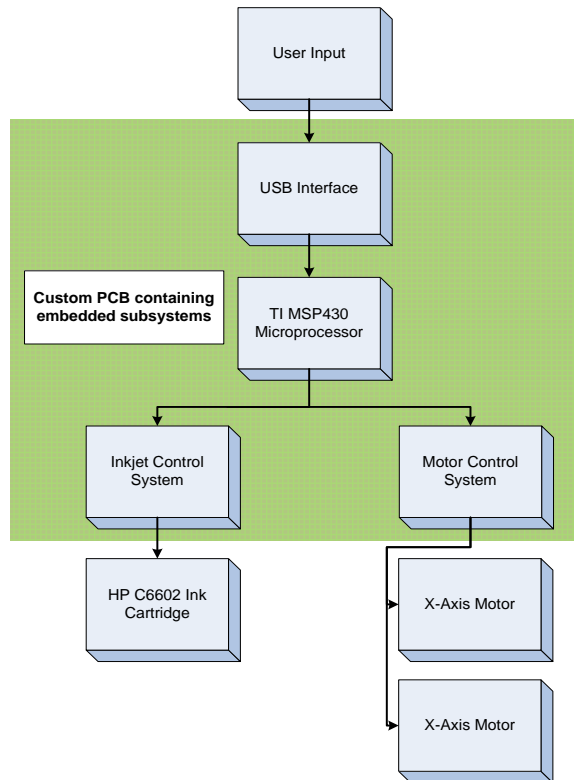 User Input
USB Interface
Custom PCB containing
embedded subsystems
TI MSP430
Microprocessor
Inkjet Control
System
Motor Control
System
HP C6602 Ink
Cartridge
X-Axis Motor
X-Axis Motor